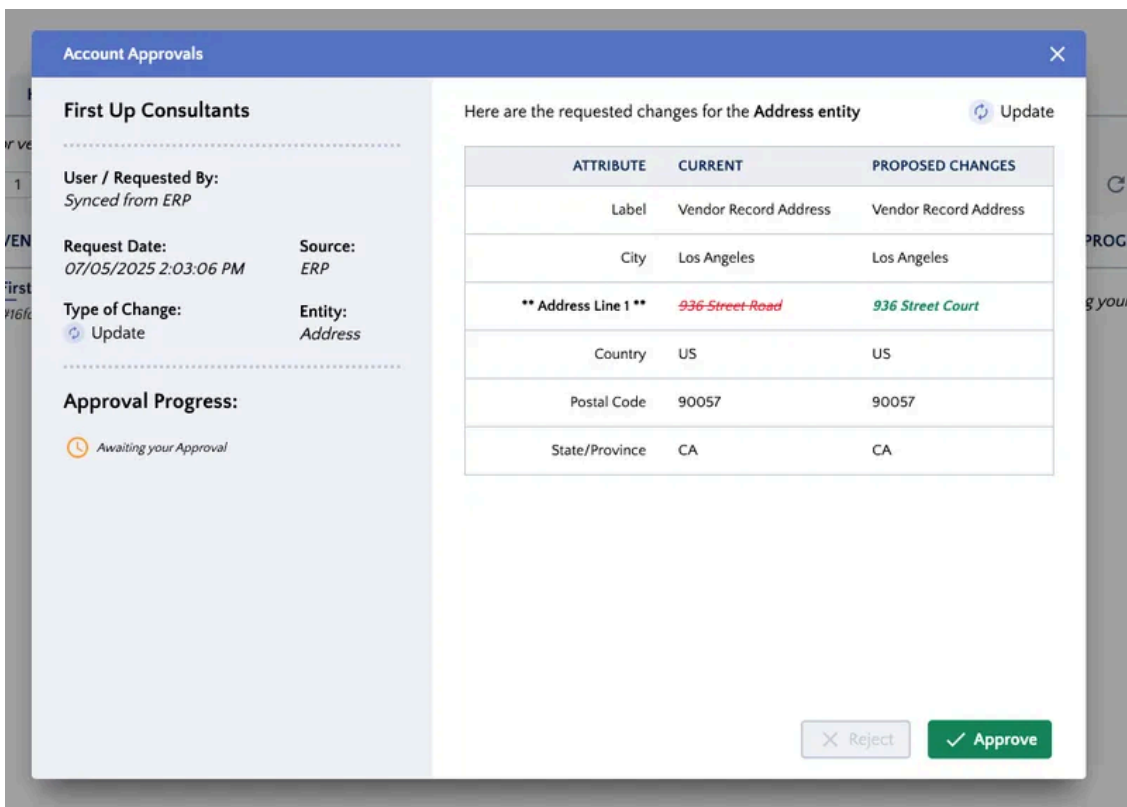 Account Approvals
First Up Consultants
User / Requested By:
Synced from ERP
Request Date:
07/05/2025 2:03:06 PM
Source:
ERP
Type of Change:
Update
Entity:
Address
Approval Progress:
Awaiting your Approval
Here are the requested changes for the Address entity
Update
ATTRIBUTE CURRENT PROPOSED CHANGES
Label Vendor Record Address Vendor Record Address
City Los Angeles Los Angeles
** Address Line 1 ** 936 Street Road 936 Street Court
Country US US
Postal Code 90057 90057
State/Province CA CA
Reject
Approve
1
First